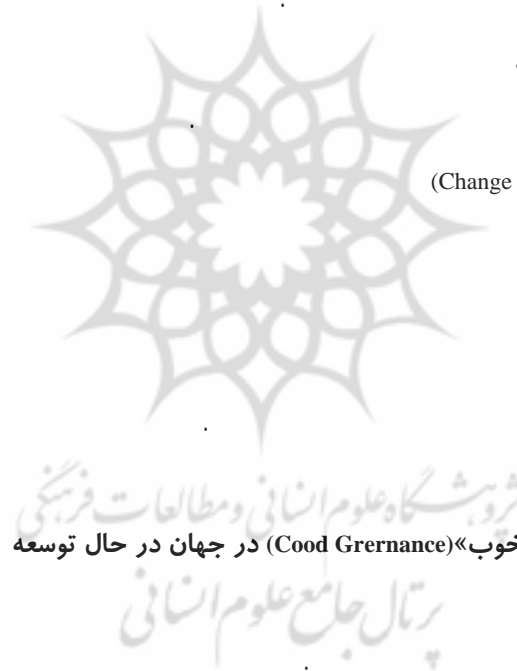 (Change
پژوهشگاه علوم انسانی و مطالعات فرهنگی
خوب»(Cood Grernance) در جهان در حال توسعه
پرتال جامع علوم انسانی